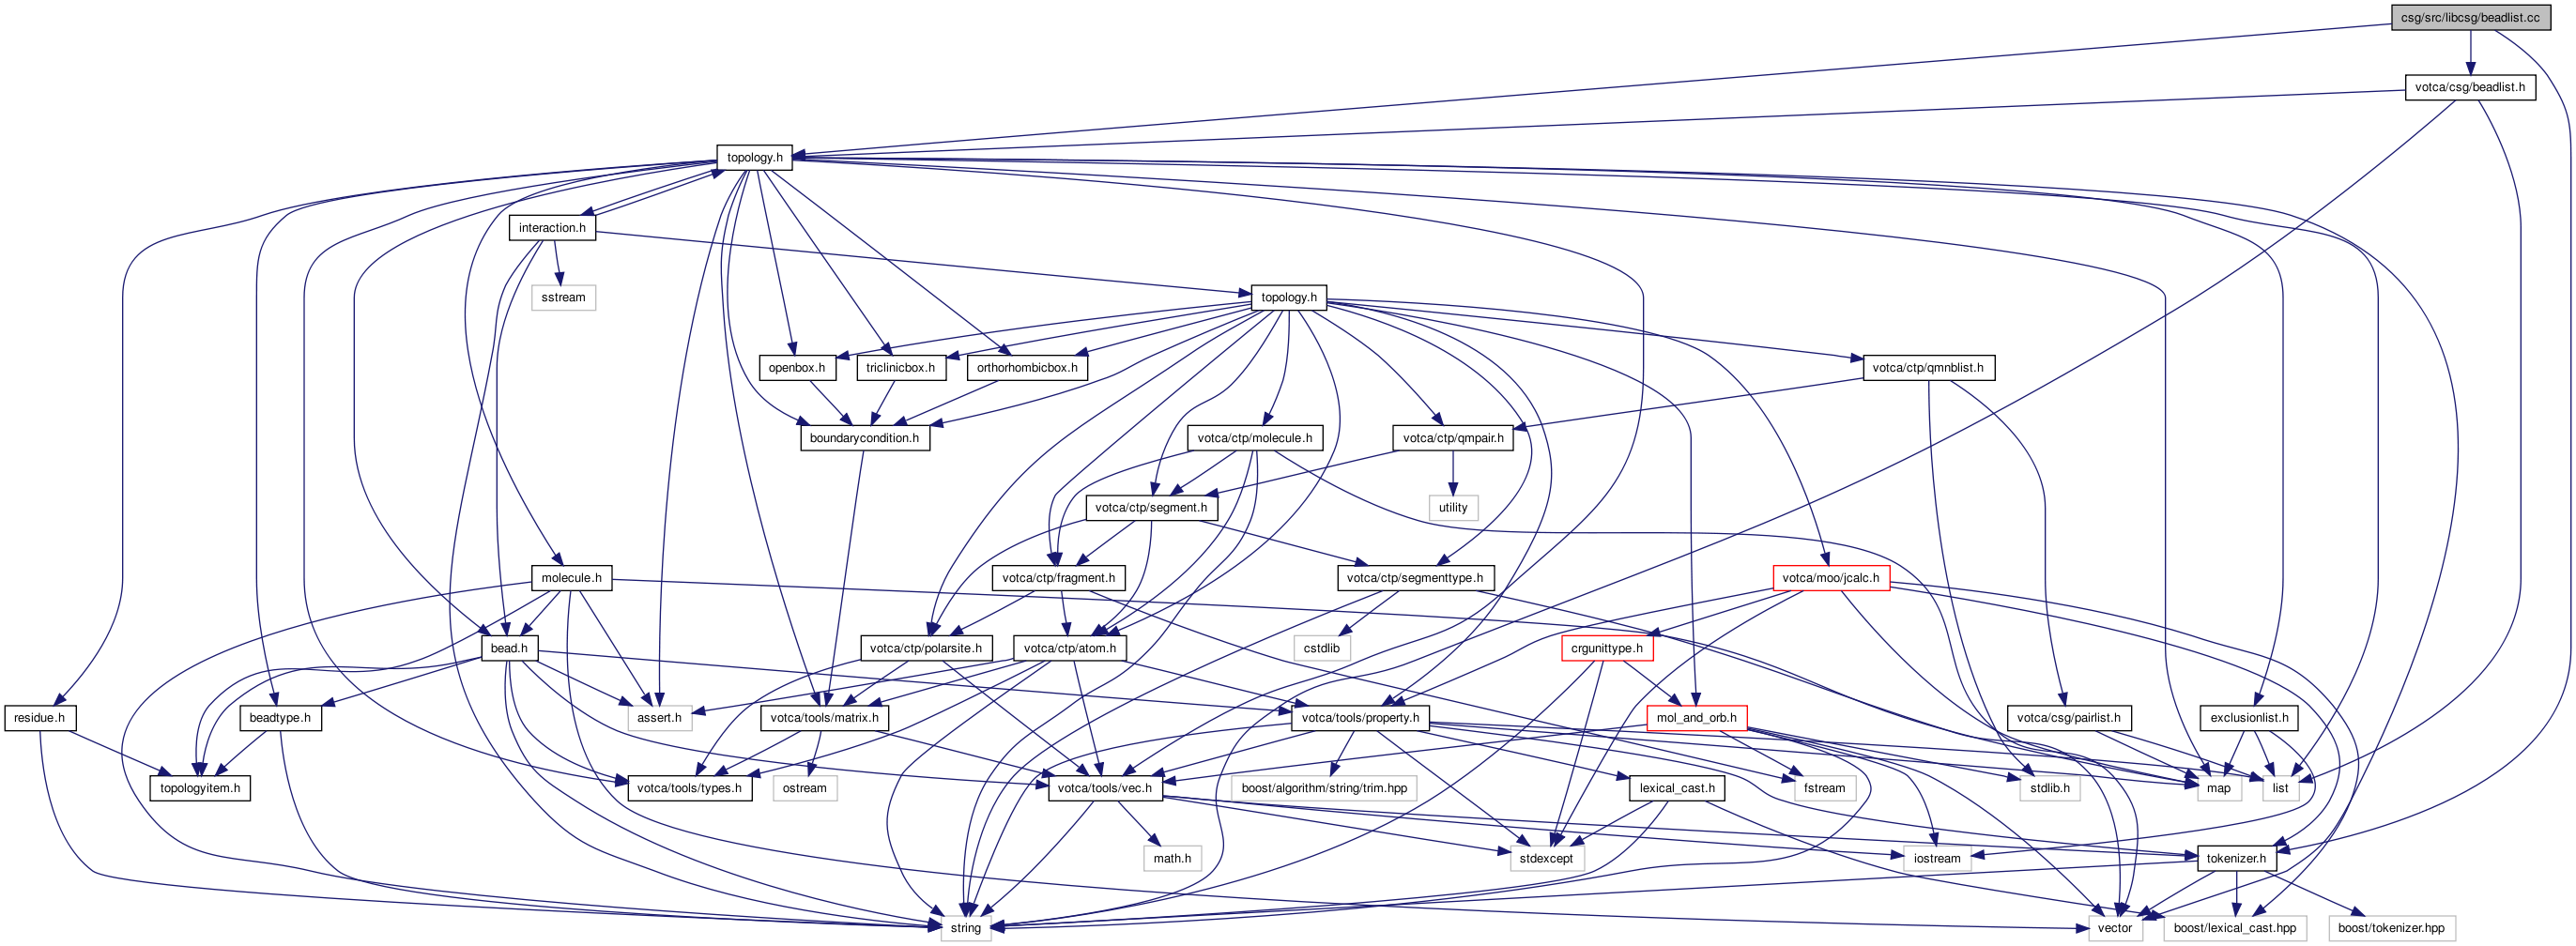 csg/src/libcsg/beadlist.cc
votca/csg/beadlist.h
topology.h
interaction.h
sstream
topology.h
openbox.h
triclinicbox.h
orthorhombicbox.h
votca/ctp/qmnblist.h
boundarycondition.h
votca/ctp/molecule.h
votca/ctp/qmpair.h
votca/ctp/segment.h
utility
molecule.h
votca/ctp/fragment.h
votca/ctp/segmenttype.h
votca/moo/jcalc.h
bead.h
votca/ctp/polarsite.h
votca/ctp/atom.h
cstdlib
crgunittype.h
residue.h
beadtype.h
assert.h
votca/tools/matrix.h
votca/tools/property.h
mol_and_orb.h
votca/csg/pairlist.h
exclusionlist.h
topologyitem.h
votca/tools/types.h
ostream
votca/tools/vec.h
boost/algorithm/string/trim.hpp
lexical_cast.h
fstream
stdlib.h
map
list
math.h
stdexcept
iostream
tokenizer.h
string
vector
boost/lexical_cast.hpp
boost/tokenizer.hpp